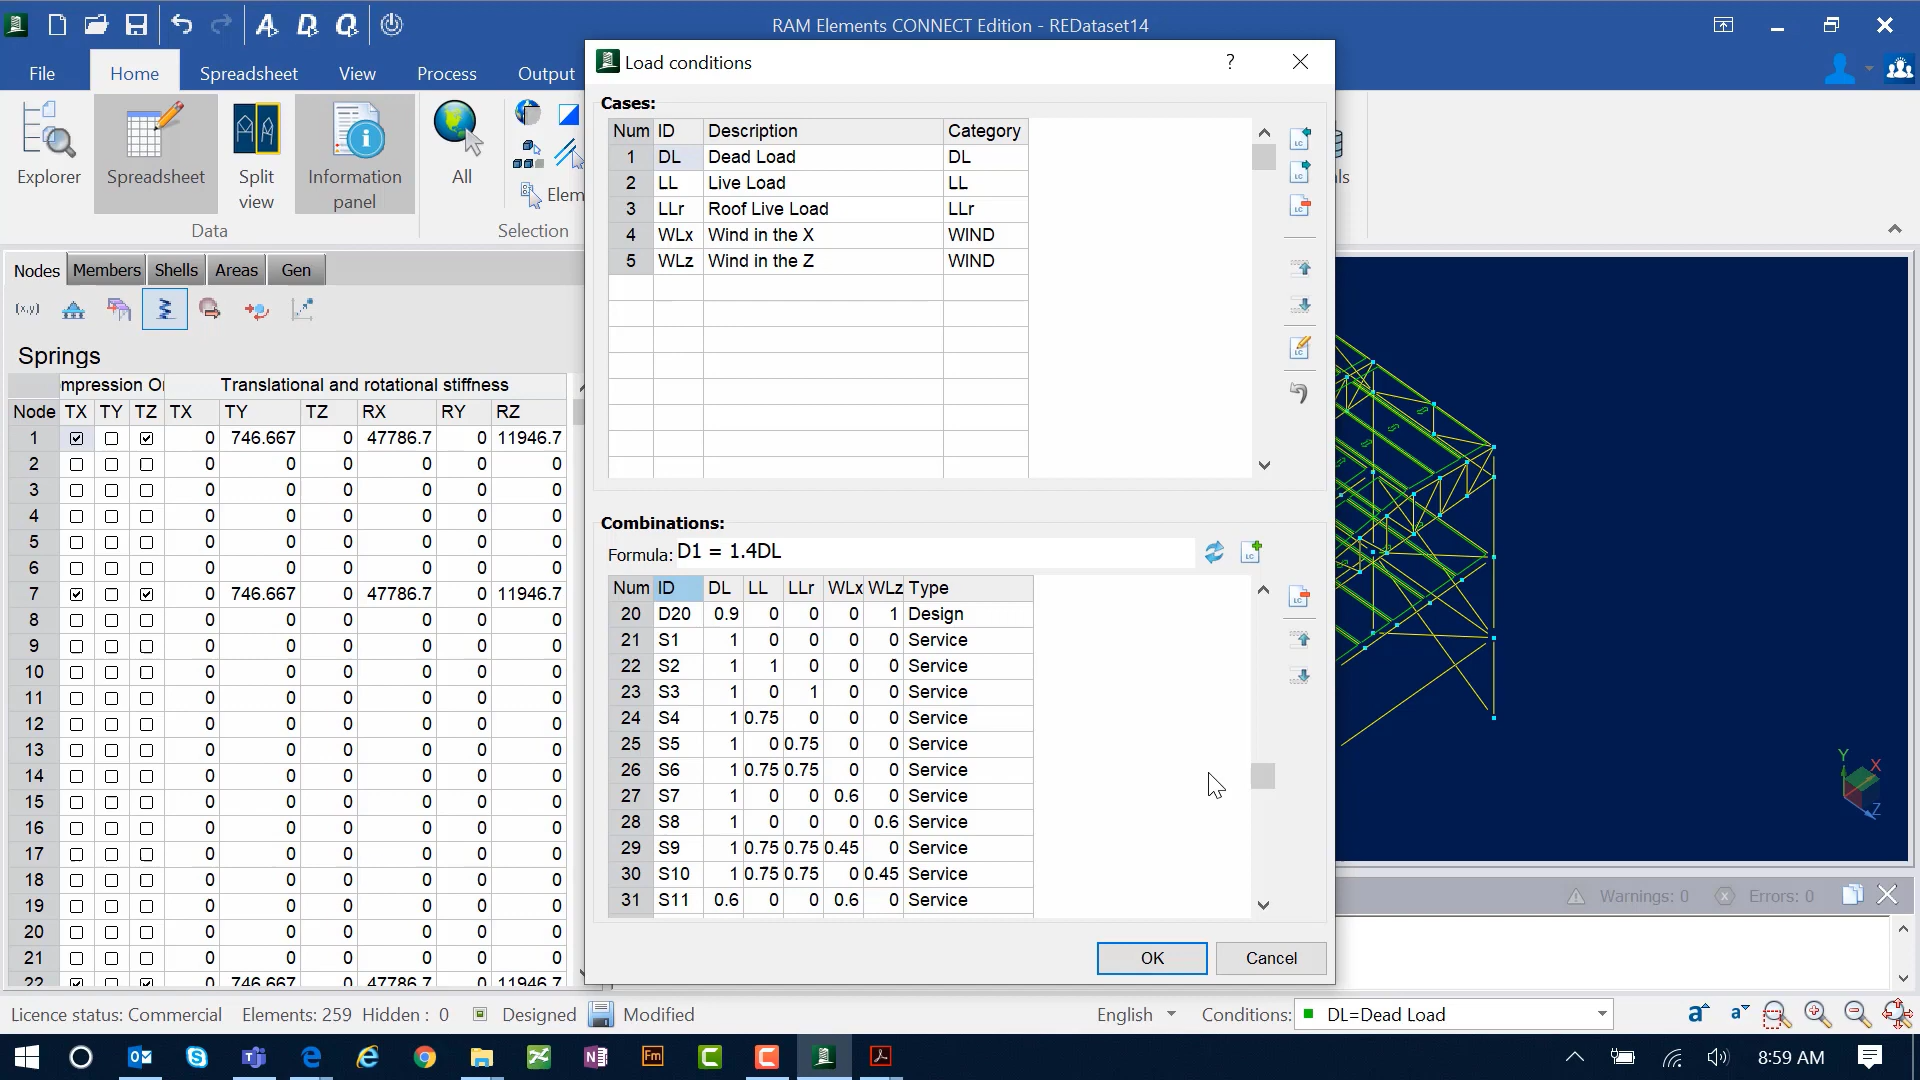 RAM Elements CONNECT Edition - REDataset14
File Home Spreadsheet View Process Output
Explorer Spreadsheet Split view Information panel All Elem
Data Selection
Nodes Members Shells Areas Gen
(x,y)
Springs
mpression Or Translational and rotational stiffness
Node TX TY TZ TX TY TZ RX RY RZ
1 0 746.667 0 47786.7 0 11946.7
2 0 0 0 0 0 0
3 0 0 0 0 0 0
4 0 0 0 0 0 0
5 0 0 0 0 0 0
6 0 0 0 0 0 0
7 0 746.667 0 47786.7 0 11946.7
8 0 0 0 0 0 0
9 0 0 0 0 0 0
10 0 0 0 0 0 0
11 0 0 0 0 0 0
12 0 0 0 0 0 0
13 0 0 0 0 0 0
14 0 0 0 0 0 0
15 0 0 0 0 0 0
16 0 0 0 0 0 0
17 0 0 0 0 0 0
18 0 0 0 0 0 0
19 0 0 0 0 0 0
20 0 0 0 0 0 0
21 0 0 0 0 0 0
22 0 746.667 0 47786.7 0 11946.7
Load conditions ?
Cases:
Num ID Description Category
1 DL Dead Load DL
2 LL Live Load LL
3 LLr Roof Live Load LLr
4 WLx Wind in the X WIND
5 WLz Wind in the Z WIND
Combinations:
Formula: D1 = 1.4DL
Num ID DL LL LLr WLx WLz Type
20 D20 0.9 0 0 0 1 Design
21 S1 1 0 0 0 0 Service
22 S2 1 1 0 0 0 Service
23 S3 1 0 1 0 0 Service
24 S4 1 0.75 0 0 0 Service
25 S5 1 0 0.75 0 0 Service
26 S6 1 0.75 0.75 0 0 Service
27 S7 1 0 0 0.6 0 Service
28 S8 1 0 0 0 0.6 Service
29 S9 1 0.75 0.75 0.45 0 Service
30 S10 1 0.75 0.75 0 0.45 Service
31 S11 0.6 0 0 0.6 0 Service
OK Cancel
ls
Y X Z
Warnings: 0 Errors: 0
Licence status: Commercial Elements: 259 Hidden : 0 Designed Modified English Conditions: DL=Dead Load
8:59 AM